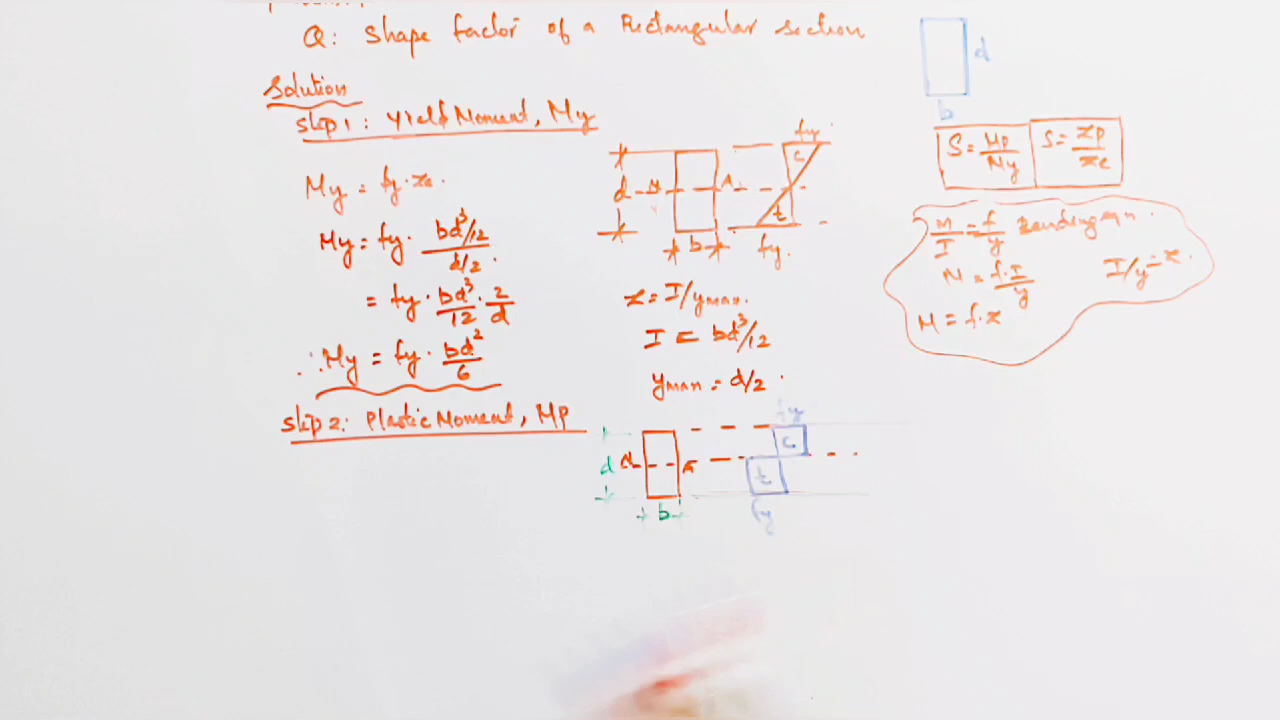 Q: Shape factor of a Rectangular section
d
b
Solution
Step 1: Yield Moment, My
My = fy·ze.
My = fy· bd³/12 / d/2.
= fy· bd³/12 · 2/d
∴ My = fy· bd²/6
fy
c
d
A
t
b
fy.
z = I/ymax.
I = bd³/12
ymax = d/2
S = Mp/My
S = zp/ze
M/I = f/y Bending eqn.
M = f·I/y
I/y = z.
M = f·z
Step 2: Plastic Moment, Mp
fy
c
d
A
t
b
fy